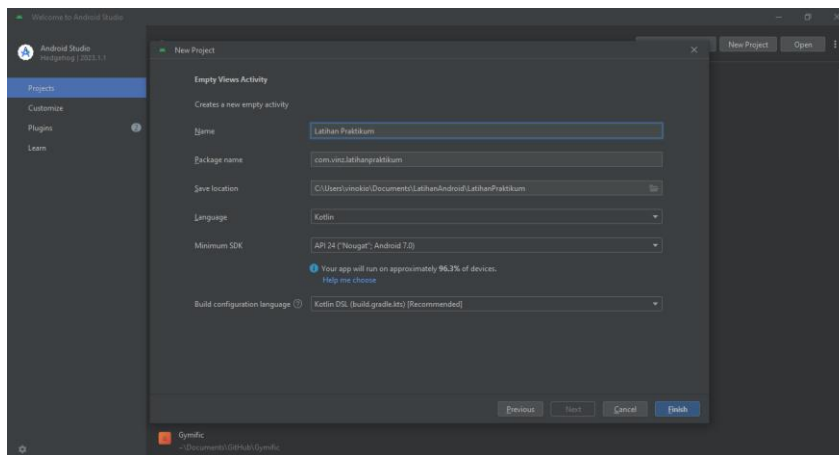 Welcome to Android Studio
Android Studio
Hedgehog | 2023.1.1
New Project
Open
Projects
Customize
Plugins
2
Learn
New Project
Empty Views Activity
Creates a new empty activity
Name
Latihan Praktikum
Package name
com.vinz.latihanpraktikum
Save location
C:\Users\vinokio\Documents\LatihanAndroid\LatihanPraktikum
Language
Kotlin
Minimum SDK
API 24 ("Nougat"; Android 7.0)
Your app will run on approximately 96.3% of devices.
Help me choose
Build configuration language ?
Kotlin DSL (build.gradle.kts) [Recommended]
Previous
Next
Cancel
Finish
Gymific
~\Documents\GitHub\Gymific